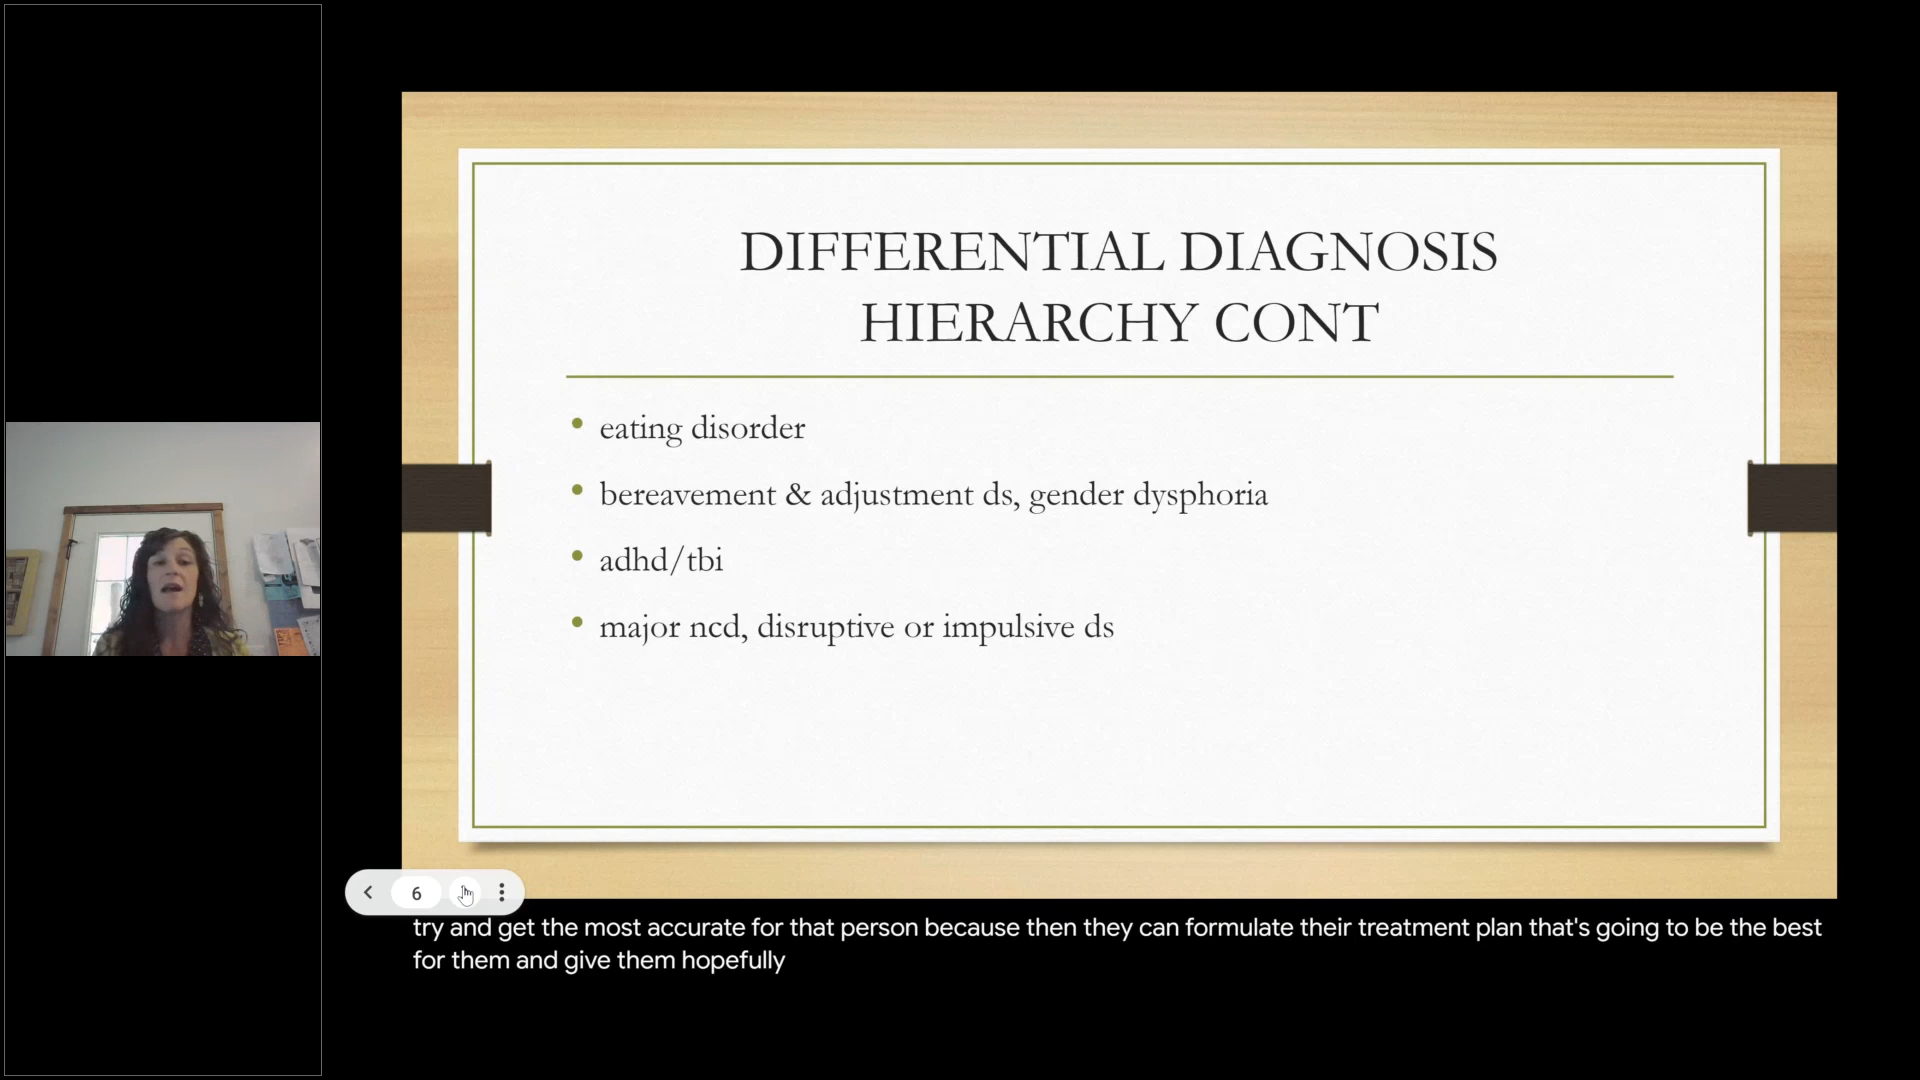 DIFFERENTIAL DIAGNOSIS
HIERARCHY CONT
• eating disorder
• bereavement & adjustment ds, gender dysphoria
• adhd/tbi
• major ncd, disruptive or impulsive ds
6
try and get the most accurate for that person because then they can formulate their treatment plan that's going to be the best
for them and give them hopefully